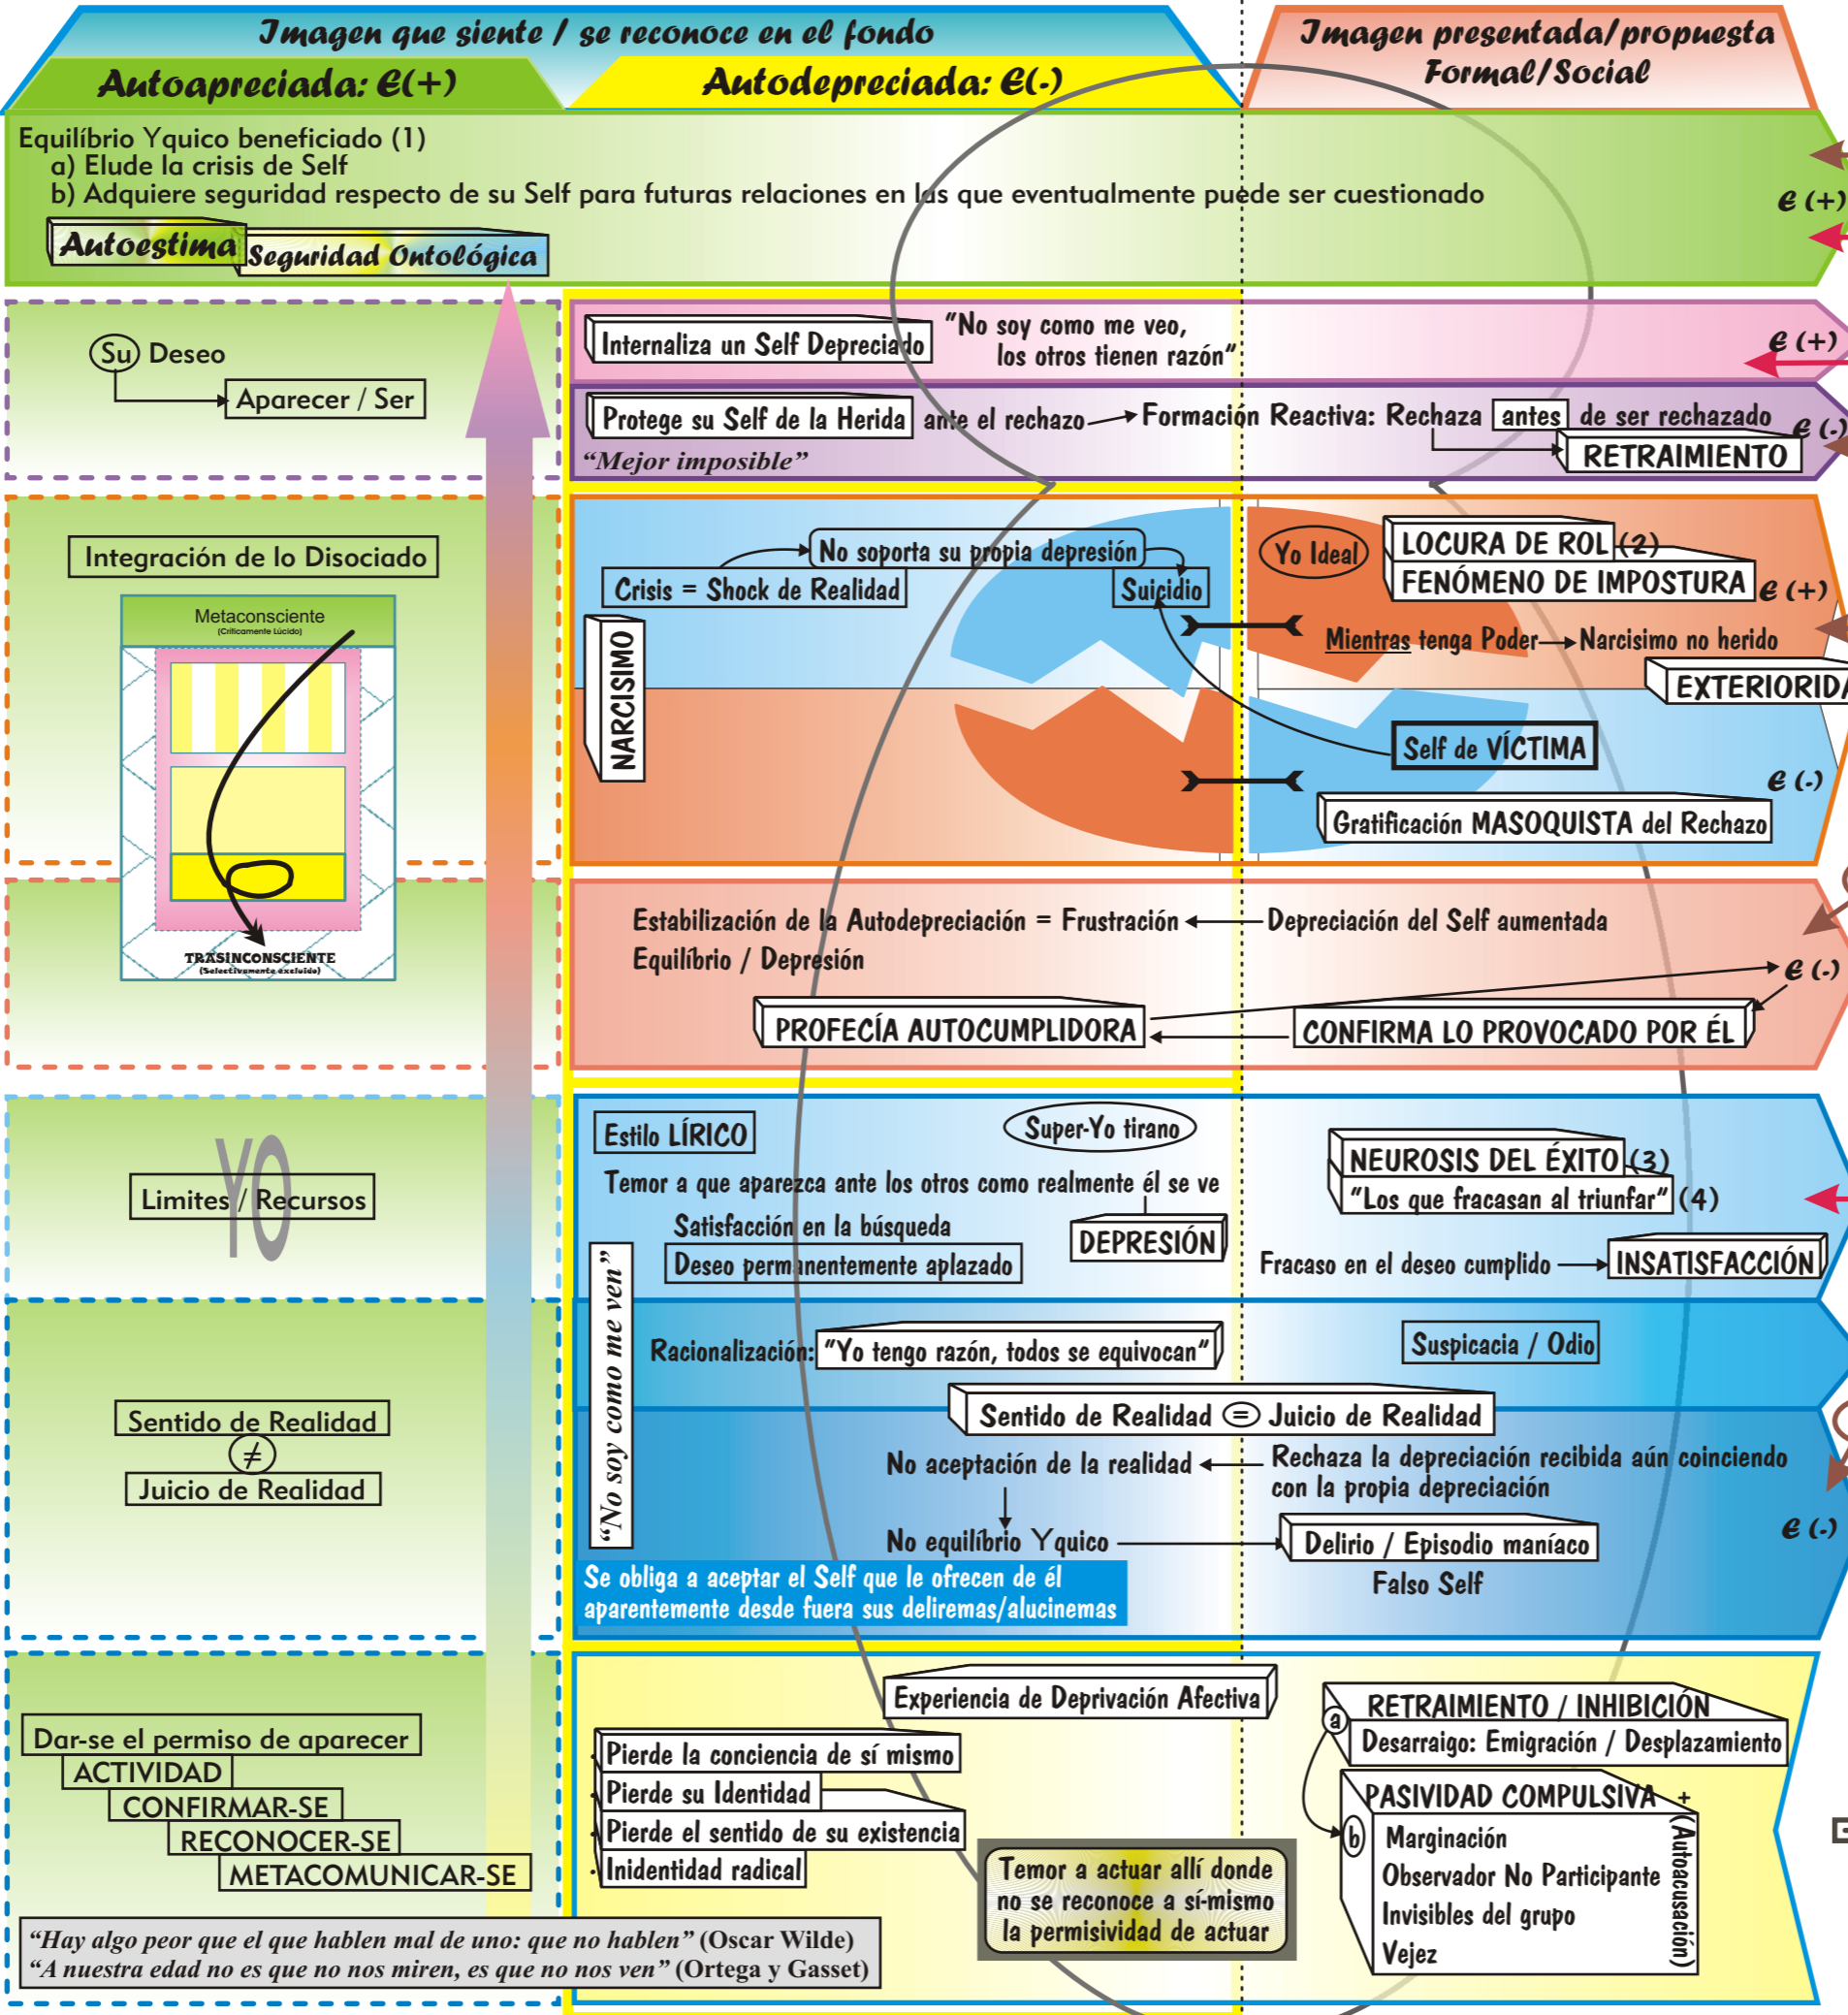 Imagen que siente / se reconoce en el fondo
Imagen presentada/propuesta
Formal/Social
Autoapreciada: E(+)
Autodepreciada: E(-)
Equilíbrio Yquico beneficiado (1)
a) Elude la crisis de Self
b) Adquiere seguridad respecto de su Self para futuras relaciones en las que eventualmente puede ser cuestionado
E (+)
Autoestima
Seguridad Ontológica
Su Deseo
Aparecer / Ser
Internaliza un Self Depreciado
"No soy como me veo,
los otros tienen razón"
E (+)
Protege su Self de la Herida ante el rechazo
Formación Reactiva: Rechaza antes de ser rechazado
E (-)
RETRAIMIENTO
“Mejor imposible”
Integración de lo Disociado
Metaconsciente
(Críticamente Lúcido)
TRASINCONSCIENTE
(Selectivamente excluido)
NARCISISMO
No soporta su propia depresión
Crisis = Shock de Realidad
Suicidio
Yo Ideal
LOCURA DE ROL (2)
FENÓMENO DE IMPOSTURA
E (+)
Mientras tenga Poder
Narcisimo no herido
EXTERIORIDA
Self de VÍCTIMA
E (-)
Gratificación MASOQUISTA del Rechazo
Estabilización de la Autodepreciación = Frustración
Depreciación del Self aumentada
Equilíbrio / Depresión
E (-)
PROFECÍA AUTOCUMPLIDORA
CONFIRMA LO PROVOCADO POR ÉL
YO
Limites / Recursos
Estilo LÍRICO
Super-Yo tirano
NEUROSIS DEL ÉXITO (3)
"Los que fracasan al triunfar" (4)
Temor a que aparezca ante los otros como realmente él se ve
Satisfacción en la búsqueda
DEPRESIÓN
Deseo permanentemente aplazado
Fracaso en el deseo cumplido
INSATISFACCIÓN
“No soy como me ven”
Racionalización: "Yo tengo razón, todos se equivocan"
Suspicacia / Odio
Sentido de Realidad
≠
Juicio de Realidad
Sentido de Realidad = Juicio de Realidad
No aceptación de la realidad
Rechaza la depreciación recibida aún coinciendo
con la propia depreciación
No equilíbrio Yquico
Delirio / Episodio maníaco
Falso Self
E (-)
Se obliga a aceptar el Self que le ofrecen de él
aparentemente desde fuera sus deliremas/alucinemas
Dar-se el permiso de aparecer
ACTIVIDAD
CONFIRMAR-SE
RECONOCER-SE
METACOMUNICAR-SE
Experiencia de Deprivación Afectiva
Pierde la conciencia de sí mismo
Pierde su Identidad
Pierde el sentido de su existencia
Inidentidad radical
Temor a actuar allí donde
no se reconoce a sí-mismo
la permisividad de actuar
a
RETRAIMIENTO / INHIBICIÓN
Desarraigo: Emigración / Desplazamiento
b
PASIVIDAD COMPULSIVA +
(Autoacusación)
Marginación
Observador No Participante
Invisibles del grupo
Vejez
“Hay algo peor que el que hablen mal de uno: que no hablen” (Oscar Wilde)
“A nuestra edad no es que no nos miren, es que no nos ven” (Ortega y Gasset)